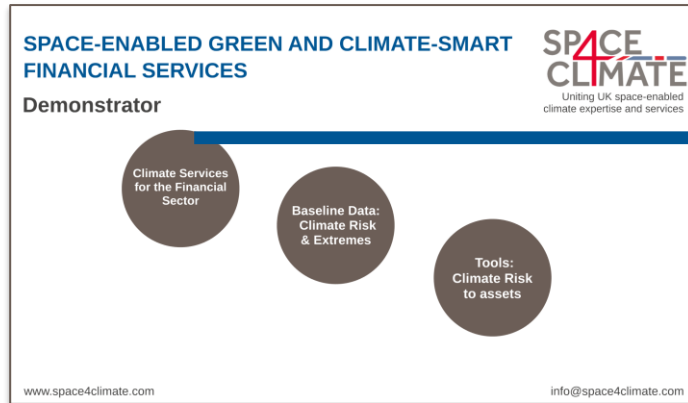 SPACE-ENABLED GREEN AND CLIMATE-SMART
FINANCIAL SERVICES
Demonstrator
SP4CE
CLIMATE
Uniting UK space-enabled
climate expertise and services
Climate Services
for the Financial
Sector
Baseline Data:
Climate Risk
& Extremes
Tools:
Climate Risk
to assets
www.space4climate.com
info@space4climate.com